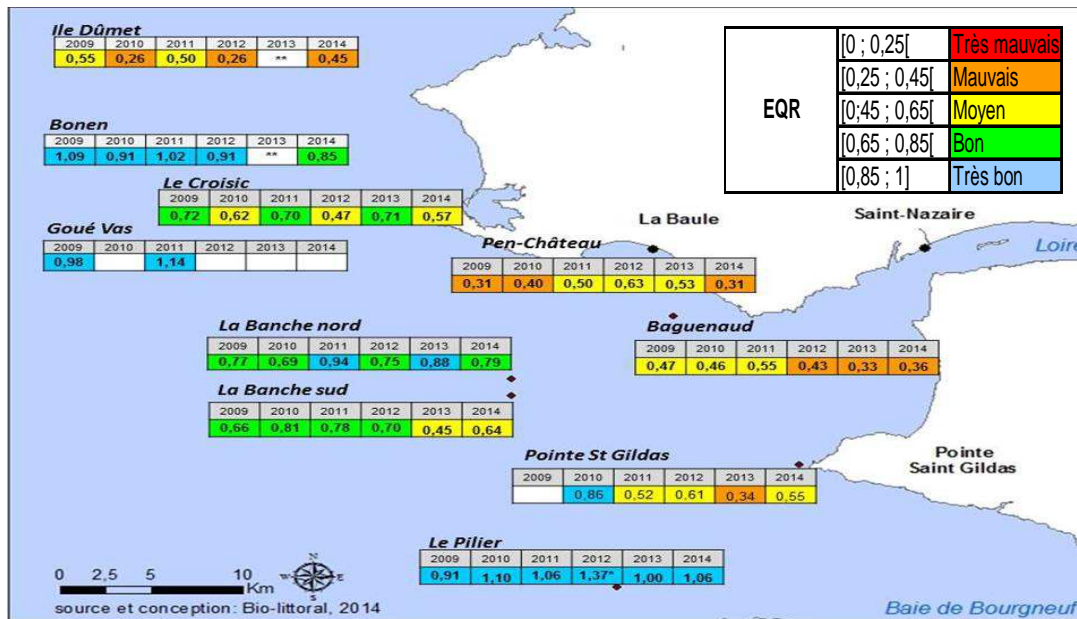 Ile Dûmet
2009 2010 2011 2012 2013 2014
0,55 0,26 0,50 0,26 ** 0,45
EQR
[0 ; 0,25[ Très mauvais
[0,25 ; 0,45[ Mauvais
[0;45 ; 0,65[ Moyen
[0,65 ; 0,85[ Bon
[0,85 ; 1] Très bon
Bonen
2009 2010 2011 2012 2013 2014
1,09 0,91 1,02 0,91 ** 0,85
Le Croisic
2009 2010 2011 2012 2013 2014
0,72 0,62 0,70 0,47 0,71 0,57
La Baule
Saint-Nazaire
Loire
Goué Vas
2009 2010 2011 2012 2013 2014
0,98 1,14
Pen-Château
2009 2010 2011 2012 2013 2014
0,31 0,40 0,50 0,63 0,53 0,31
La Banche nord
2009 2010 2011 2012 2013 2014
0,77 0,69 0,94 0,75 0,88 0,79
Baguenaud
2009 2010 2011 2012 2013 2014
0,47 0,46 0,55 0,43 0,33 0,36
La Banche sud
2009 2010 2011 2012 2013 2014
0,66 0,81 0,78 0,70 0,45 0,64
Pointe St Gildas
2009 2010 2011 2012 2013 2014
0,86 0,52 0,61 0,34 0,55
Pointe
Saint Gildas
Le Pilier
2009 2010 2011 2012 2013 2014
0,91 1,10 1,06 1,37* 1,00 1,06
0 2,5 5 10
Km
N
W E
S
source et conception: Bio-littoral, 2014
Baie de Bourgneuf